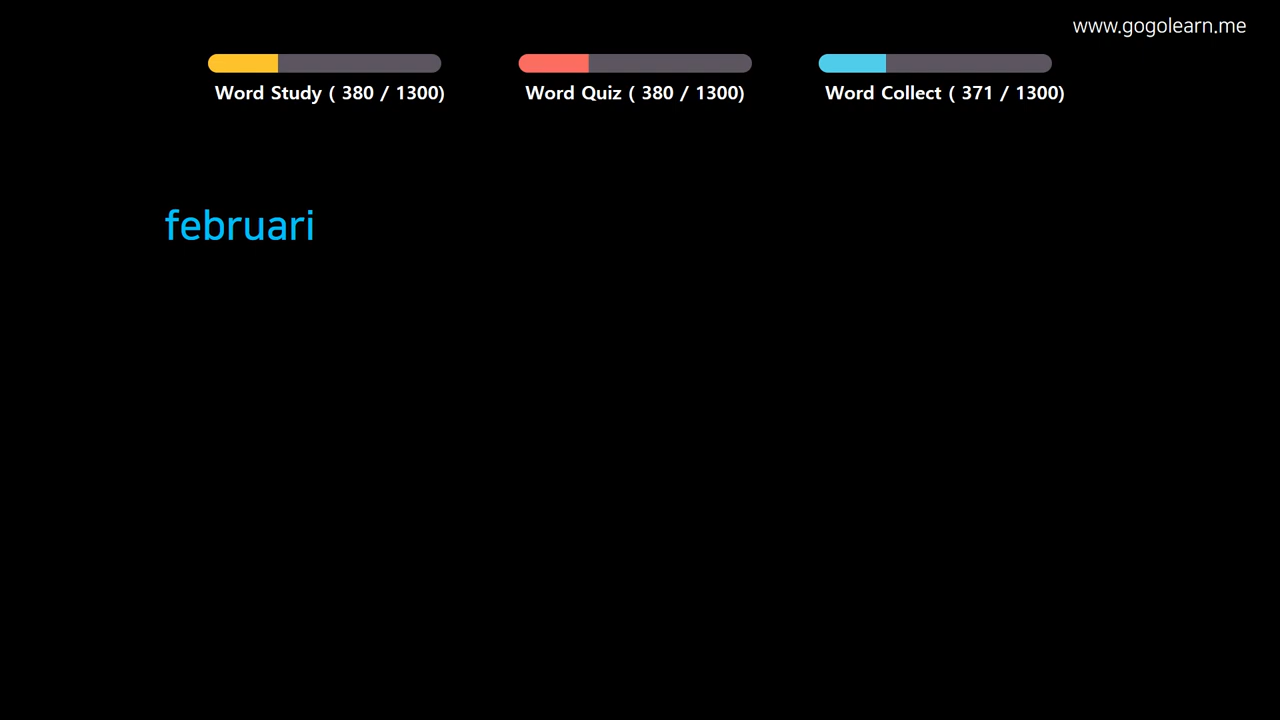 www.gogolearn.me
Word Study ( 380 / 1300)
Word Quiz ( 380 / 1300)
Word Collect ( 371 / 1300)
februari